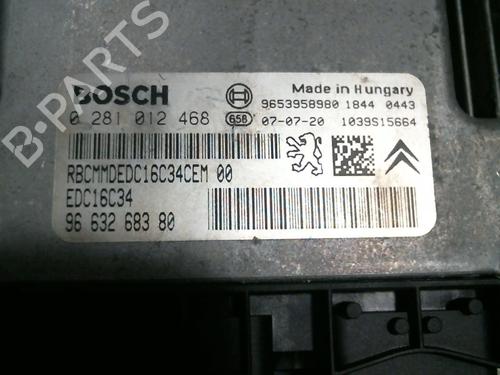 B-PARTS
BOSCH
Made in Hungary
9653958980 1844 0443
0 281 012 468 658 07-07-20 1039S15664
RBCMMDEDC16C34CEM 00
EDC16C34
96 632 683 80